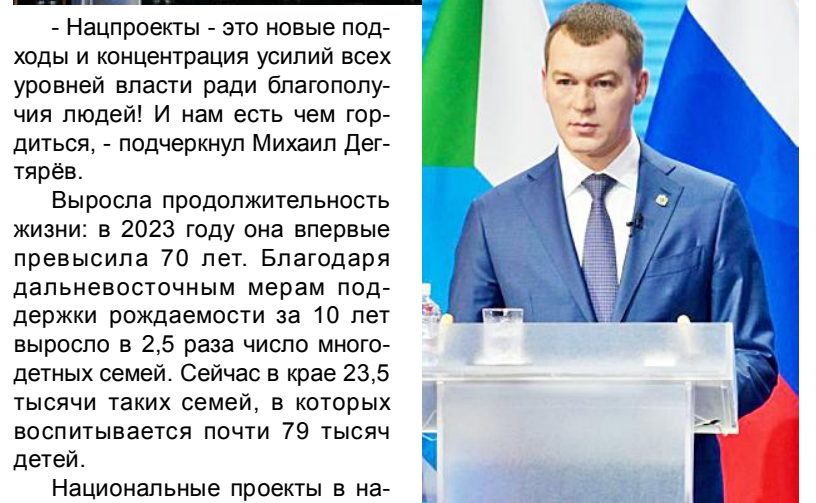 - Нацпроекты - это новые под-
ходы и концентрация усилий всех
уровней власти ради благополу-
чия людей! И нам есть чем гор-
диться, - подчеркнул Михаил Дег-
тярёв.
Выросла продолжительность
жизни: в 2023 году она впервые
превысила 70 лет. Благодаря
дальневосточным мерам под-
держки рождаемости за 10 лет
выросло в 2,5 раза число много-
детных семей. Сейчас в крае 23,5
тысячи таких семей, в которых
воспитывается почти 79 тысяч
детей.
Национальные проекты в на-